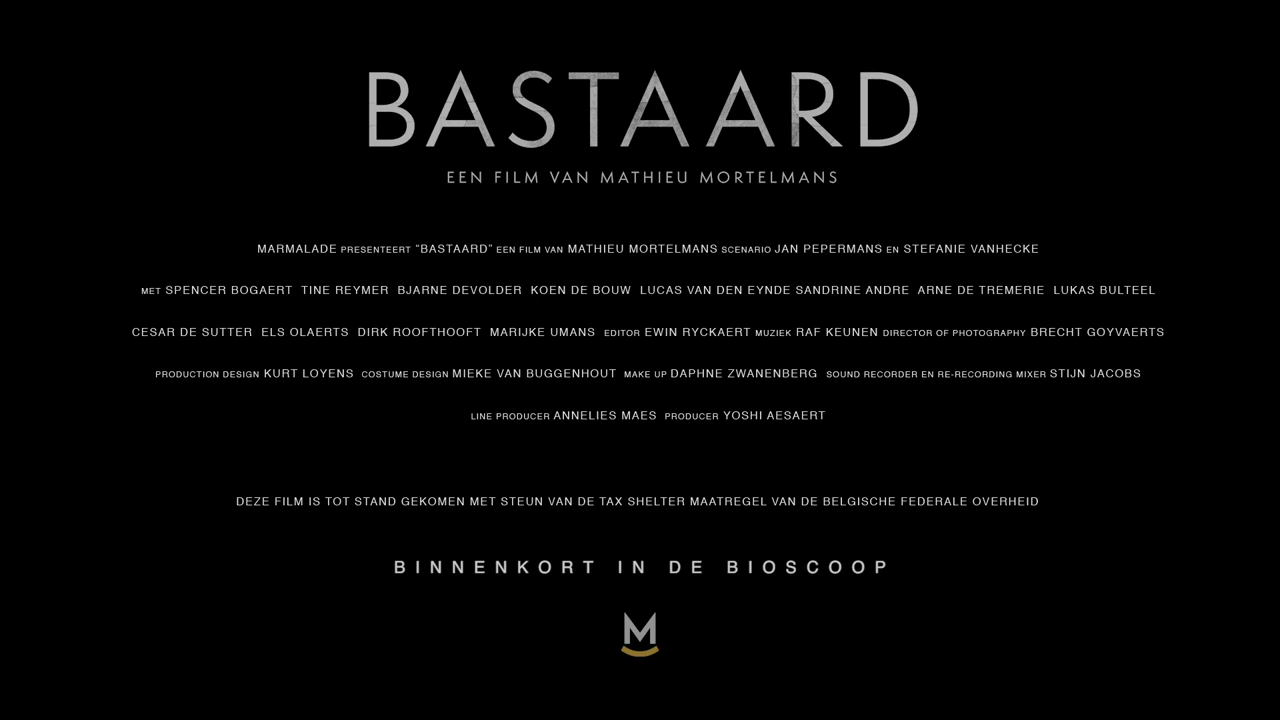 BASTAARD
EEN FILM VAN MATHIEU MORTELMANS
MARMALADE PRESENTEERT “BASTAARD” EEN FILM VAN MATHIEU MORTELMANS SCENARIO JAN PEPERMANS EN STEFANIE VANHECKE
MET SPENCER BOGAERT TINE REYMER BJARNE DEVOLDER KOEN DE BOUW LUCAS VAN DEN EYNDE SANDRINE ANDRE ARNE DE TREMERIE LUKAS BULTEEL
CESAR DE SUTTER ELS OLAERTS DIRK ROOFTHOOFT MARIJKE UMANS EDITOR EWIN RYCKAERT MUZIEK RAF KEUNEN DIRECTOR OF PHOTOGRAPHY BRECHT GOYVAERTS
PRODUCTION DESIGN KURT LOYENS COSTUME DESIGN MIEKE VAN BUGGENHOUT MAKE UP DAPHNE ZWANENBERG SOUND RECORDER EN RE-RECORDING MIXER STIJN JACOBS
LINE PRODUCER ANNELIES MAES PRODUCER YOSHI AESAERT
DEZE FILM IS TOT STAND GEKOMEN MET STEUN VAN DE TAX SHELTER MAATREGEL VAN DE BELGISCHE FEDERALE OVERHEID
BINNENKORT IN DE BIOSCOOP
M